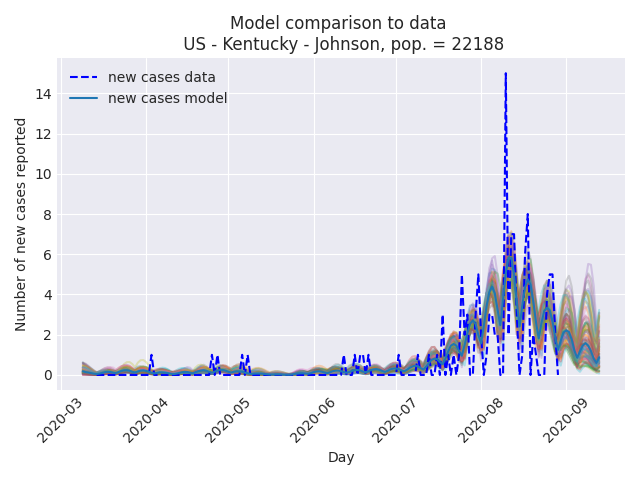 Model comparison to data
US - Kentucky - Johnson, pop. = 22188
new cases data
new cases model
Number of new cases reported
14
12
10
8
6
4
2
0
2020-03
2020-04
2020-05
2020-06
2020-07
2020-08
2020-09
Day